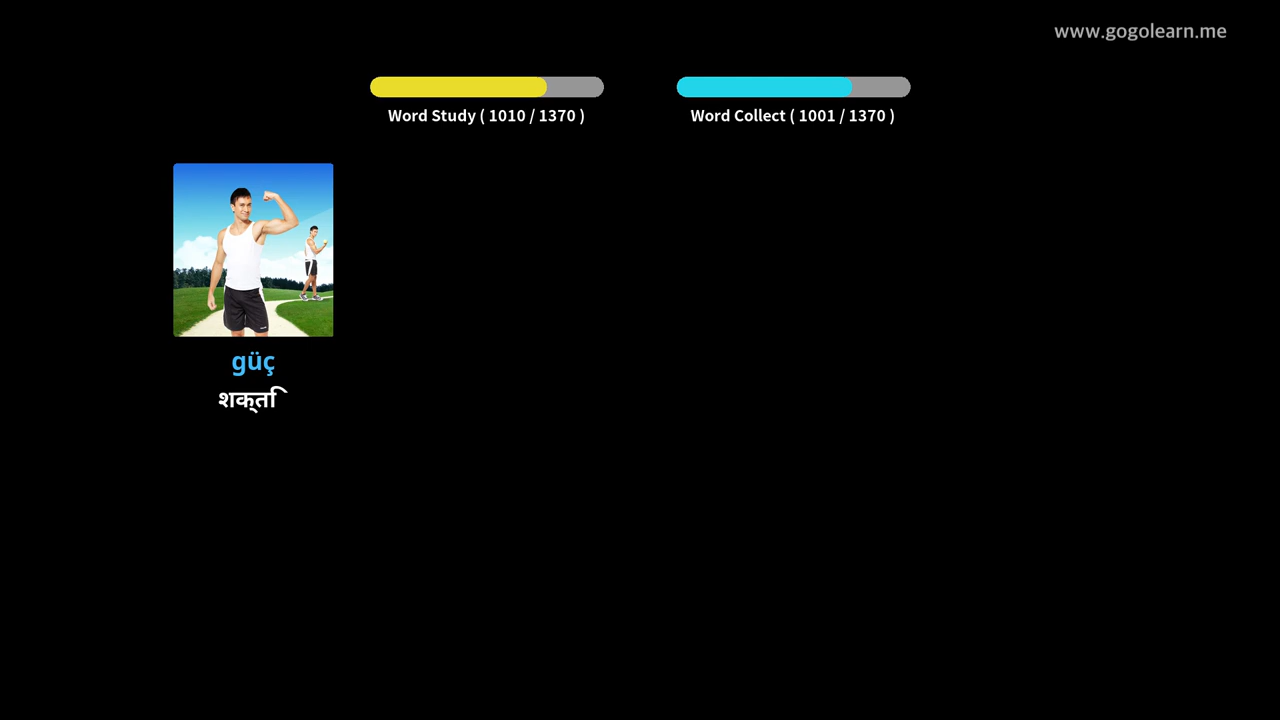 www.gogolearn.me
Word Study ( 1010 / 1370 )
Word Collect ( 1001 / 1370 )
güç
शक्ति